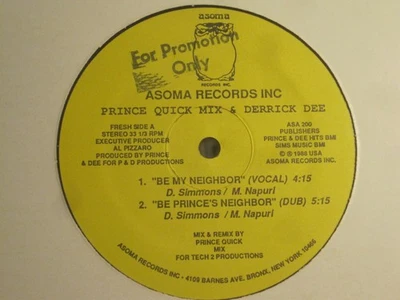 asoma
RECORDS INC.
For Promotion
Only
ASOMA RECORDS INC
PRINCE QUICK MIX & DERRICK DEE
FRESH SIDE A
STEREO 33 1/3 RPM
EXECUTIVE PRODUCER
AL PIZZARO
PRODUCED BY PRINCE
& DEE FOR P & D PRODUCTIONS
ASA 200
PUBLISHERS
PRINCE & DEE HITS BMI
SIMS MUSIC BMI
© ℗ 1989 USA
ASOMA RECORDS INC.
1. "BE MY NEIGHBOR" (VOCAL) 4:15
D. Simmons / M. Napuri
2. "BE PRINCE'S NEIGHBOR" (DUB) 5:15
D. Simmons / M. Napuri
MIX & REMIX BY
PRINCE QUICK
MIX
FOR TECH 2 PRODUCTIONS
ASOMA RECORDS INC - 4109 BARNES AVE. BRONX, NEW YORK 10466